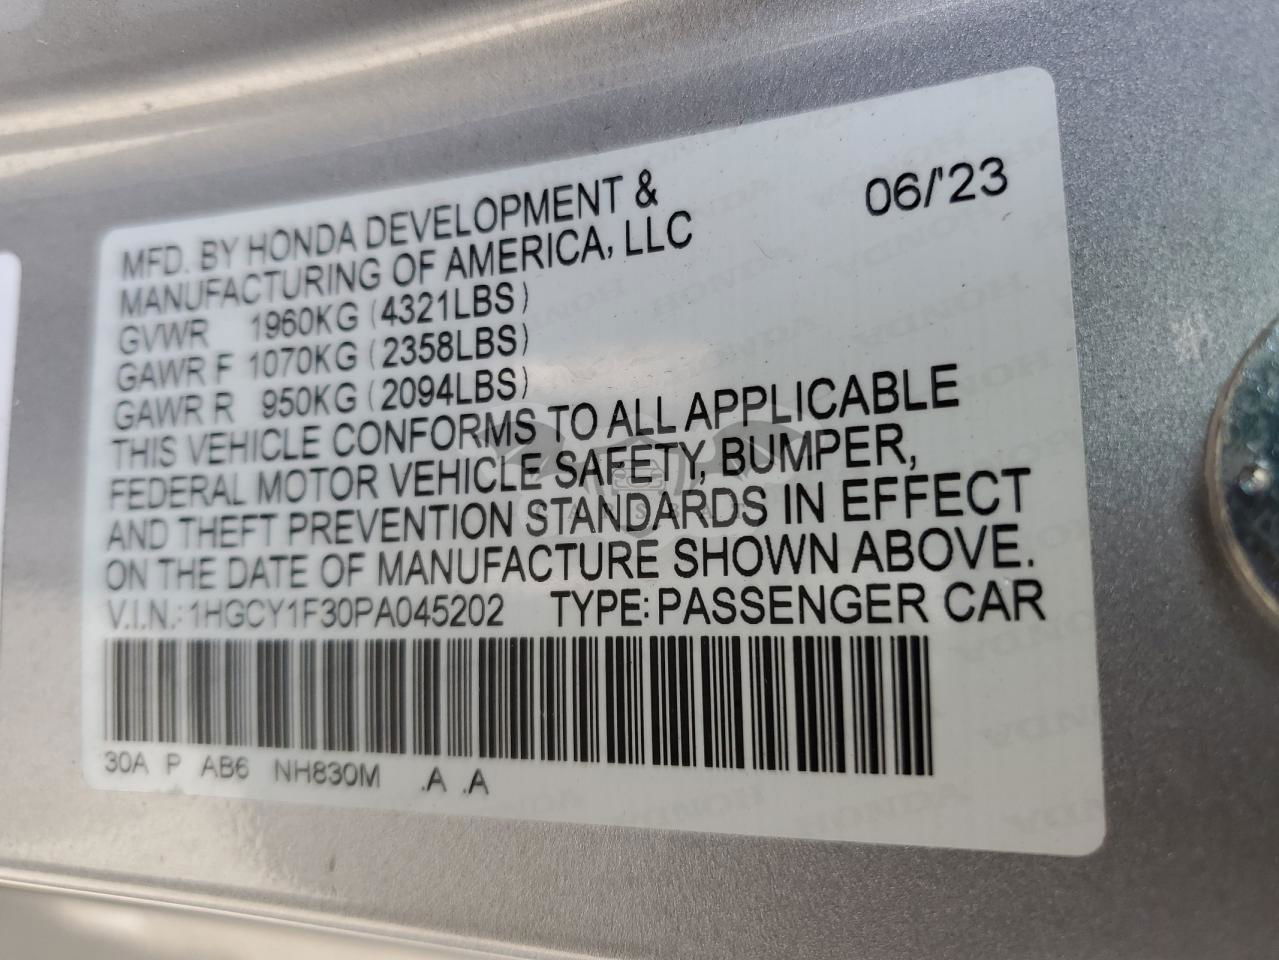 06/'23
MFD. BY HONDA DEVELOPMENT &
MANUFACTURING OF AMERICA, LLC
GVWR 1960KG (4321LBS)
GAWR F 1070KG (2358LBS)
GAWR R 950KG (2094LBS)
THIS VEHICLE CONFORMS TO ALL APPLICABLE
FEDERAL MOTOR VEHICLE SAFETY, BUMPER,
AND THEFT PREVENTION STANDARDS IN EFFECT
ON THE DATE OF MANUFACTURE SHOWN ABOVE.
V.I.N.: 1HGCY1F30PA045202 TYPE: PASSENGER CAR
30A P AB6 NH830M .A .A